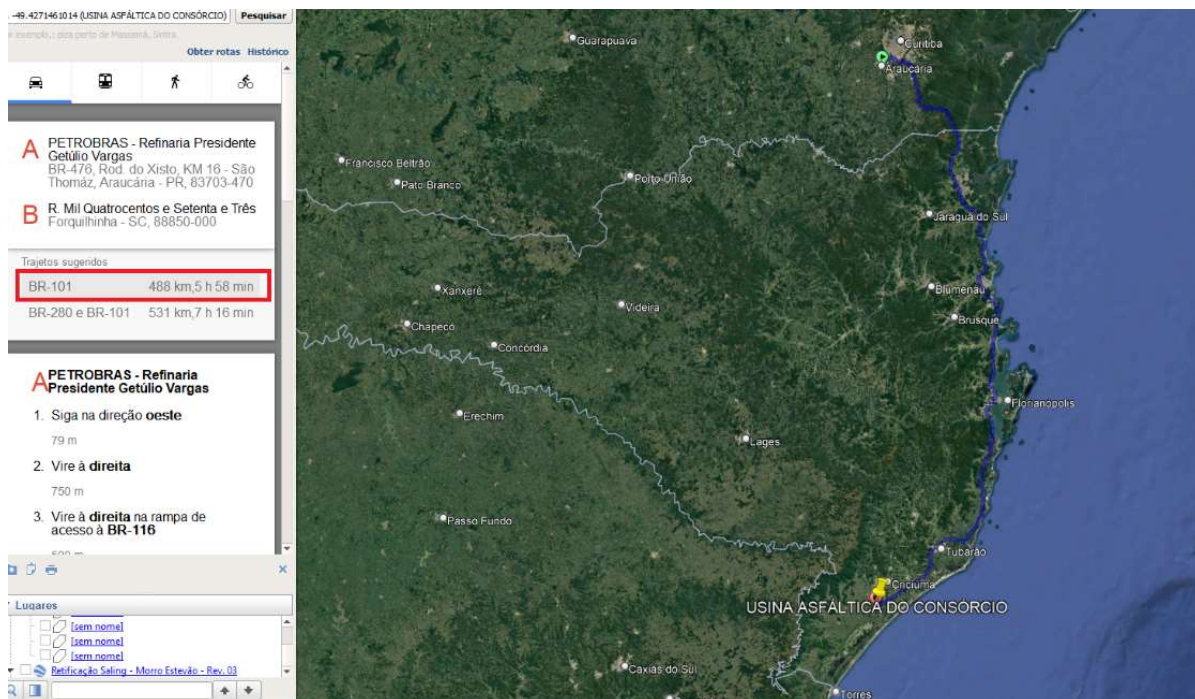 -49.4271461014 (USINA ASFÁLTICA DO CONSÓRCIO) Pesquisar
Obter rotas Histórico
A PETROBRAS - Refinaria Presidente
Getúlio Vargas
BR-476, Rod. do Xisto, KM 16 - São
Thomáz, Araucária - PR, 83703-470
B R. Mil Quatrocentos e Setenta e Três
Forquilhinha - SC, 88850-000
Trajetos sugeridos
BR-101 488 km,5 h 58 min
BR-280 e BR-101 531 km,7 h 16 min
A PETROBRAS - Refinaria
Presidente Getúlio Vargas
1. Siga na direção oeste
79 m
2. Vire à direita
750 m
3. Vire à direita na rampa de
acesso à BR-116
Lugares
[sem nome]
[sem nome]
[sem nome]
Retificação Saling - Morro Estevão - Rev. 03
Guarapuava
Curitiba
Araucária
Francisco Beltrão
Pato Branco
Porto União
Jaraguá do Sul
Xanxerê
Videira
Blumenau
Chapecó
Brusque
Concórdia
Florianópolis
Erechim
Lages
Passo Fundo
Tubarão
Criciúma
USINA ASFÁLTICA DO CONSÓRCIO
Caxias do Sul
Torres